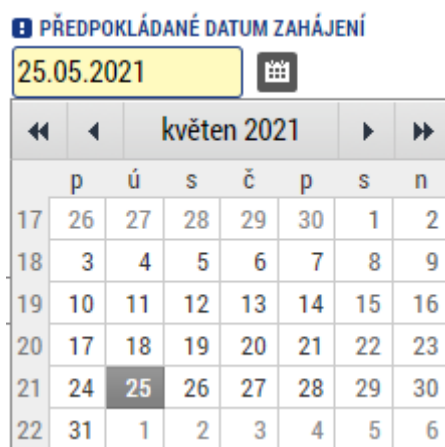 PŘEDPOKLÁDANÉ DATUM ZAHÁJENÍ
25.05.2021
květen 2021
p ú s č p s n
17 26 27 28 29 30 1 2
18 3 4 5 6 7 8 9
19 10 11 12 13 14 15 16
20 17 18 19 20 21 22 23
21 24 25 26 27 28 29 30
22 31 1 2 3 4 5 6